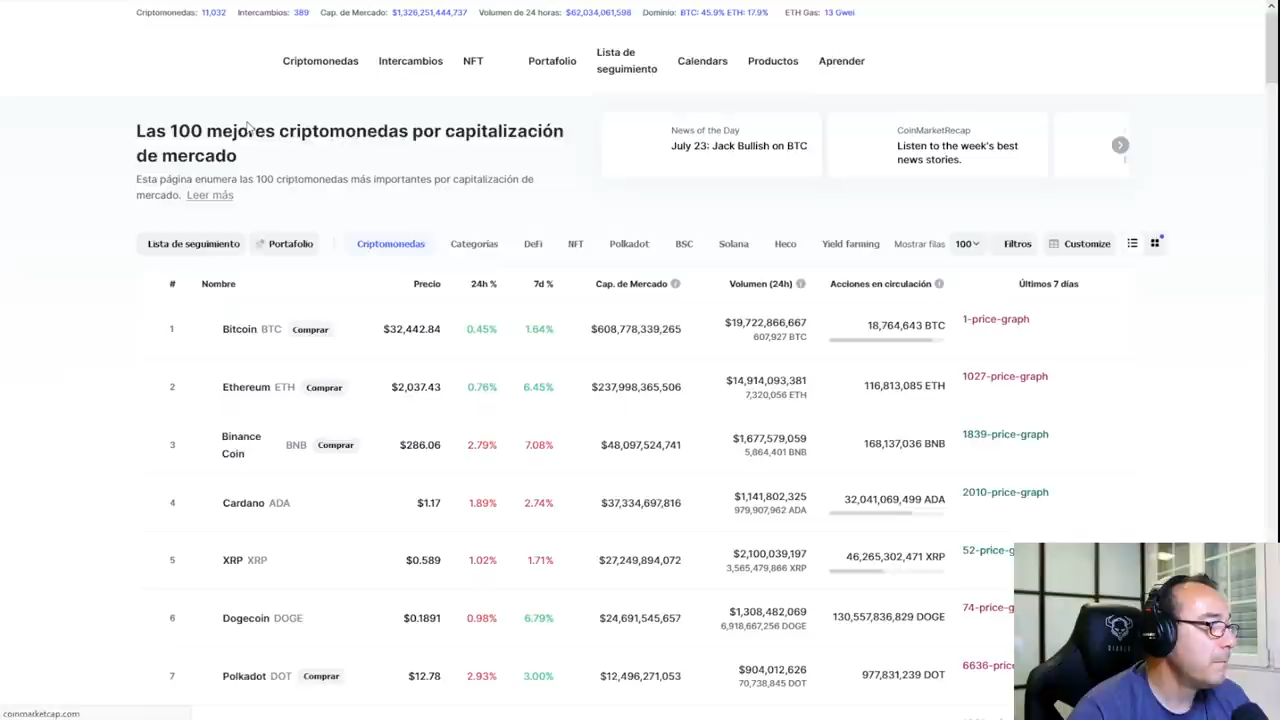 Criptomonedas: 11,032 Intercambios: 389 Cap. de Mercado: $1,326,251,444,737 Volumen de 24 horas: $62,034,061,598 Dominio: BTC: 45.9% ETH: 17.9% ETH Gas: 13 Gwei
Criptomonedas Intercambios NFT Portafolio Lista de seguimiento Calendars Productos Aprender
Las 100 mejores criptomonedas por capitalización
de mercado
Esta página enumera las 100 criptomonedas más importantes por capitalización de
mercado. Leer más
News of the Day
July 23: Jack Bullish on BTC
CoinMarketRecap
Listen to the week's best
news stories.
Lista de seguimiento Portafolio Criptomonedas Categorías DeFi NFT Polkadot BSC Solana Heco Yield farming Mostrar filas 100 Filtros Customize
# Nombre Precio 24h % 7d % Cap. de Mercado Volumen (24h) Acciones en circulación Últimos 7 días
1 Bitcoin BTC Comprar $32,442.84 0.45% 1.64% $608,778,339,265 $19,722,866,667 18,764,643 BTC 1-price-graph
607,927 BTC
2 Ethereum ETH Comprar $2,037.43 0.76% 6.45% $237,998,365,506 $14,914,093,381 116,813,085 ETH 1027-price-graph
7,320,056 ETH
3 Binance Coin BNB Comprar $286.06 2.79% 7.08% $48,097,524,741 $1,677,579,059 168,137,036 BNB 1839-price-graph
5,864,401 BNB
4 Cardano ADA $1.17 1.89% 2.74% $37,334,697,816 $1,141,802,325 32,041,069,499 ADA 2010-price-graph
979,907,962 ADA
5 XRP XRP $0.589 1.02% 1.71% $27,249,894,072 $2,100,039,197 46,265,302,471 XRP 52-price-g
3,565,479,866 XRP
6 Dogecoin DOGE $0.1891 0.98% 6.79% $24,691,545,657 $1,308,482,069 130,557,836,829 DOGE 74-price-g
6,918,667,256 DOGE
7 Polkadot DOT Comprar $12.78 2.93% 3.00% $12,496,271,053 $904,012,626 977,831,239 DOT 6636-price
70,738,845 DOT
coinmarketcap.com